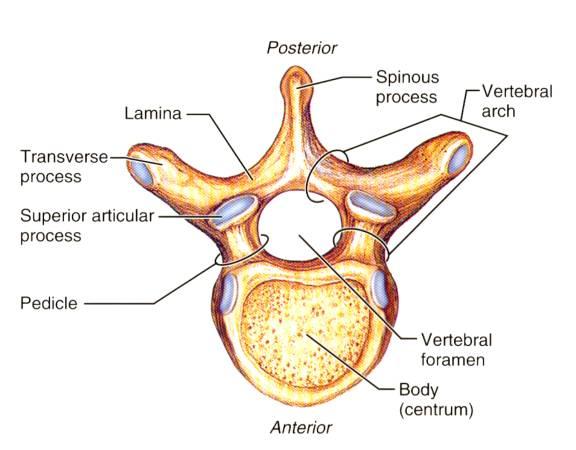 Posterior
Spinous
process
Vertebral
arch
Lamina
Transverse
process
Superior articular
process
Pedicle
Vertebral
foramen
Body
(centrum)
Anterior